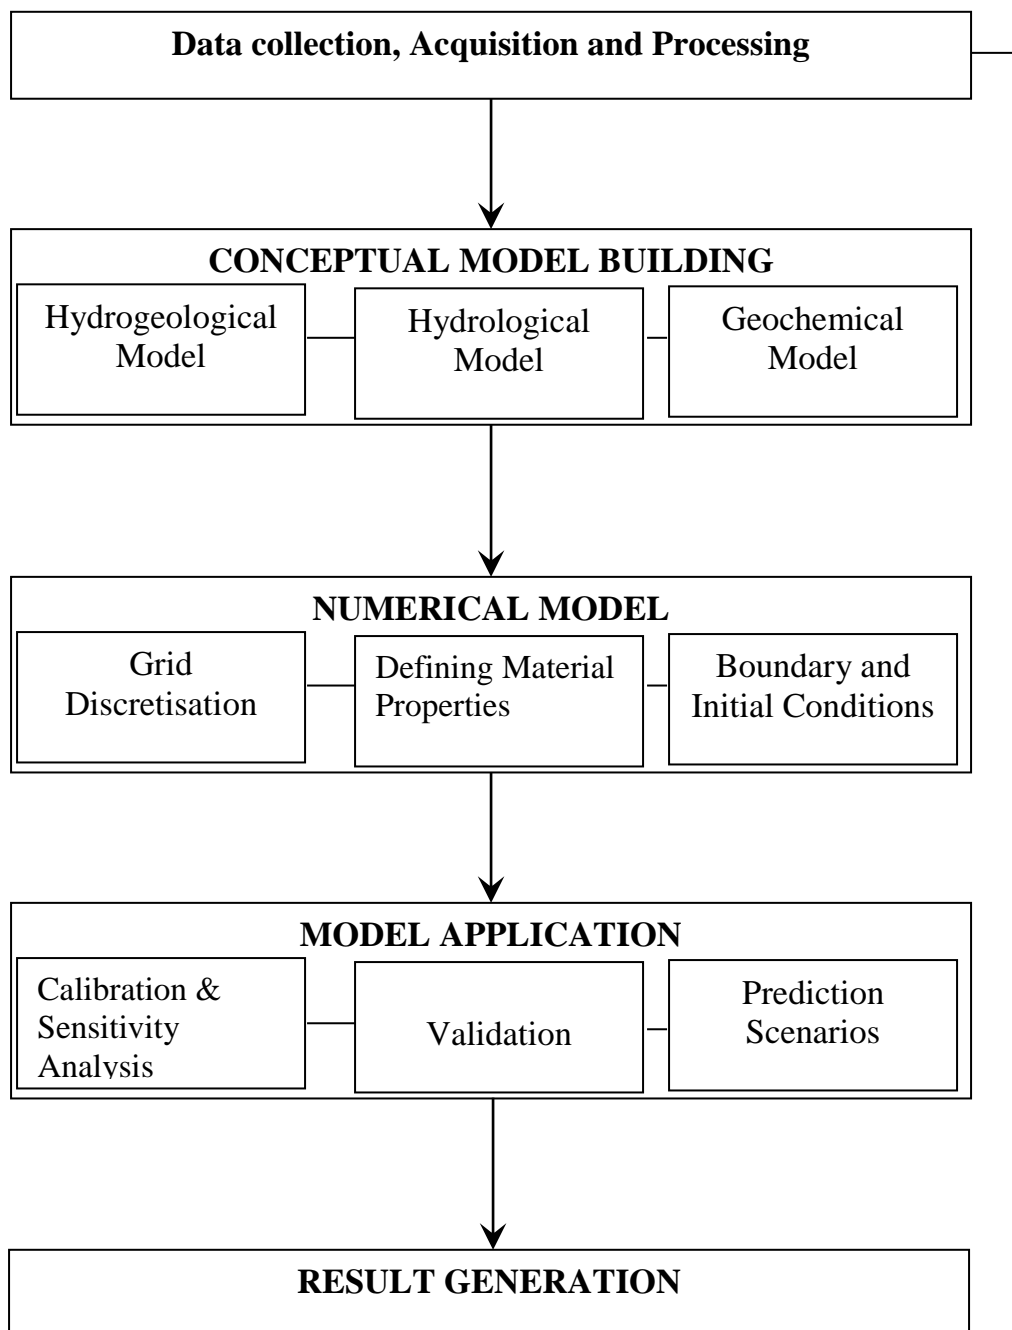 Data collection, Acquisition and Processing
CONCEPTUAL MODEL BUILDING
Hydrogeological
Model
Hydrological
Model
Geochemical
Model
NUMERICAL MODEL
Grid
Discretisation
Defining Material
Properties
Boundary and
Initial Conditions
MODEL APPLICATION
Calibration &
Sensitivity
Analysis
Validation
Prediction
Scenarios
RESULT GENERATION